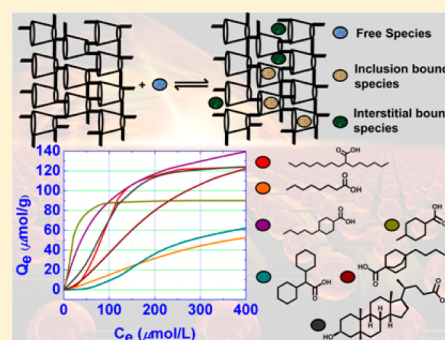 +
Free Species
Inclusion bound
species
Interstitial bound
species
Qe (μmol/g)
140
120
100
80
60
40
20
0
0 100 200 300 400
Ce (μmol/L)
O OH
O OH
O OH
O OH
O OH
HO O
O OH
HO H H H